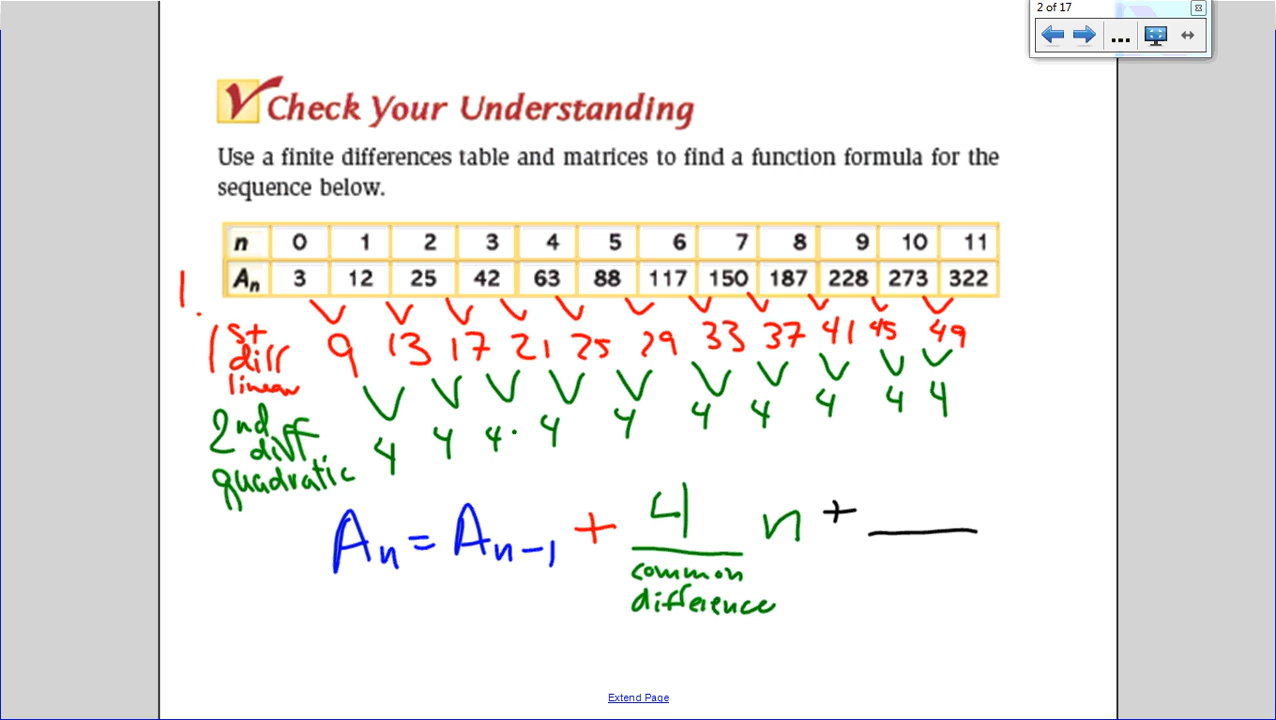 2 of 17
...
Check Your Understanding
Use a finite differences table and matrices to find a function formula for the
sequence below.
n 0 1 2 3 4 5 6 7 8 9 10 11
An 3 12 25 42 63 88 117 150 187 228 273 322
1.
1st diff linear 9 13 17 21 25 29 33 37 41 45 49
2nd diff quadratic 4 4 4 4 4 4 4 4 4 4
An = An-1 + 4 n + ____
common
difference
Extend Page